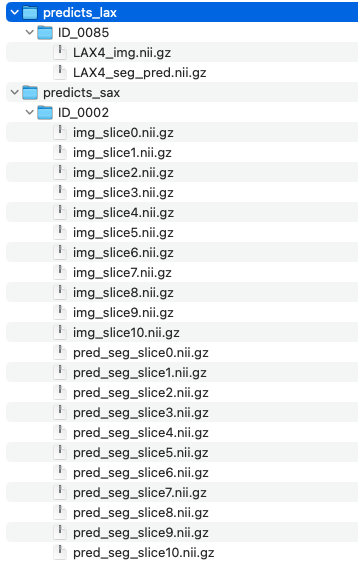 predicts_lax
ID_0085
LAX4_img.nii.gz
LAX4_seg_pred.nii.gz
predicts_sax
ID_0002
img_slice0.nii.gz
img_slice1.nii.gz
img_slice2.nii.gz
img_slice3.nii.gz
img_slice4.nii.gz
img_slice5.nii.gz
img_slice6.nii.gz
img_slice7.nii.gz
img_slice8.nii.gz
img_slice9.nii.gz
img_slice10.nii.gz
pred_seg_slice0.nii.gz
pred_seg_slice1.nii.gz
pred_seg_slice2.nii.gz
pred_seg_slice3.nii.gz
pred_seg_slice4.nii.gz
pred_seg_slice5.nii.gz
pred_seg_slice6.nii.gz
pred_seg_slice7.nii.gz
pred_seg_slice8.nii.gz
pred_seg_slice9.nii.gz
pred_seg_slice10.nii.gz